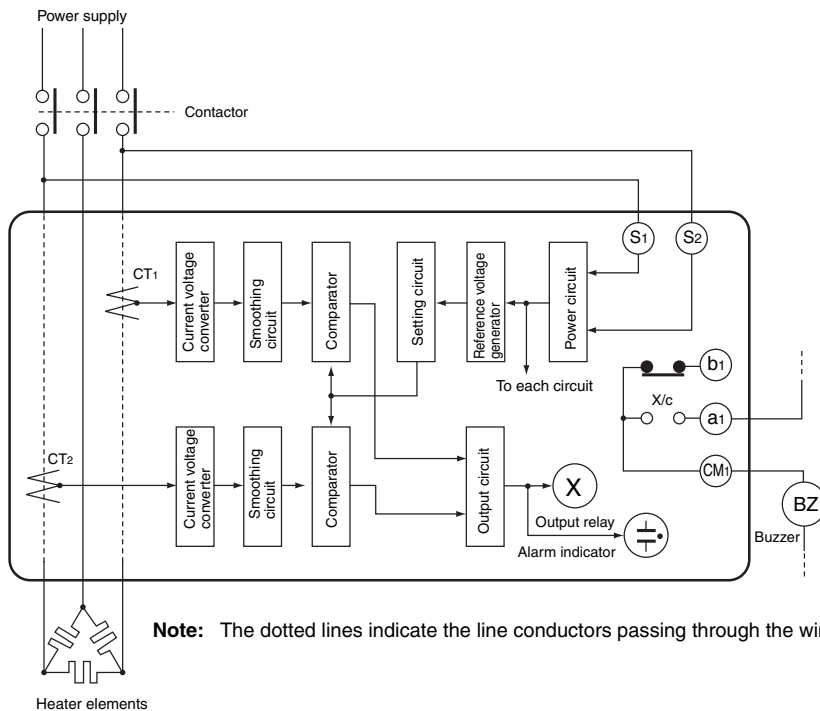 Power supply
Contactor
S1
S2
CT1
Current voltage
converter
Smoothing
circuit
Comparator
Setting circuit
Reference voltage
generator
Power circuit
To each circuit
b1
X/c
a1
CM1
BZ
Buzzer
CT2
Current voltage
converter
Smoothing
circuit
Comparator
Output circuit
X
Output relay
Alarm indicator
Note: The dotted lines indicate the line conductors passing through the
Heater elements